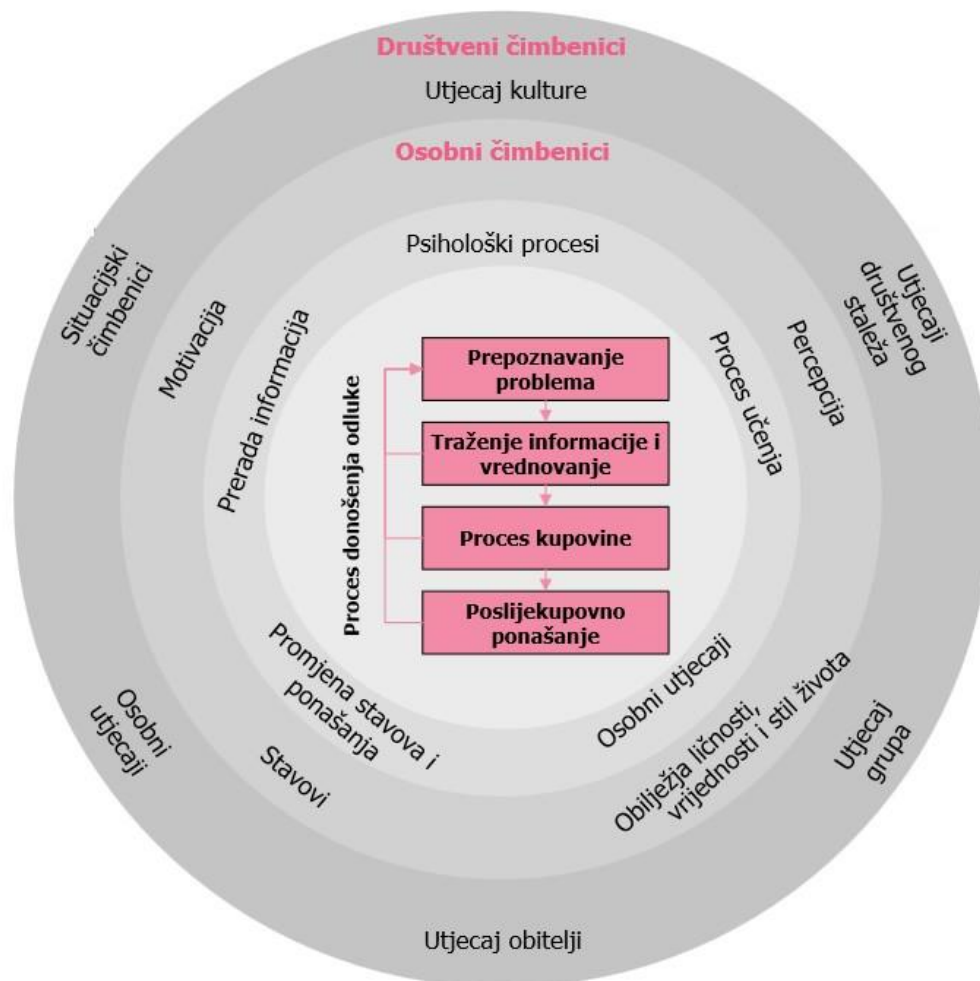 Društveni čimbenici
Utjecaj kulture
Osobni čimbenici
Psihološki procesi
Situacijski
čimbenici
Motivacija
Prerada informacija
Proces učenja
Percepcija
Utjecaji
društvenog
staleža
Proces donošenja odluke
Prepoznavanje
problema
Traženje informacije i
vrednovanje
Proces kupovine
Poslijekupovno
ponašanje
Osobni
utjecaji
Stavovi
Promjena stavova i
ponašanja
Osobni utjecaji
Obilježja ličnosti,
vrijednosti i stil života
Utjecaj
grupa
Utjecaj obitelji